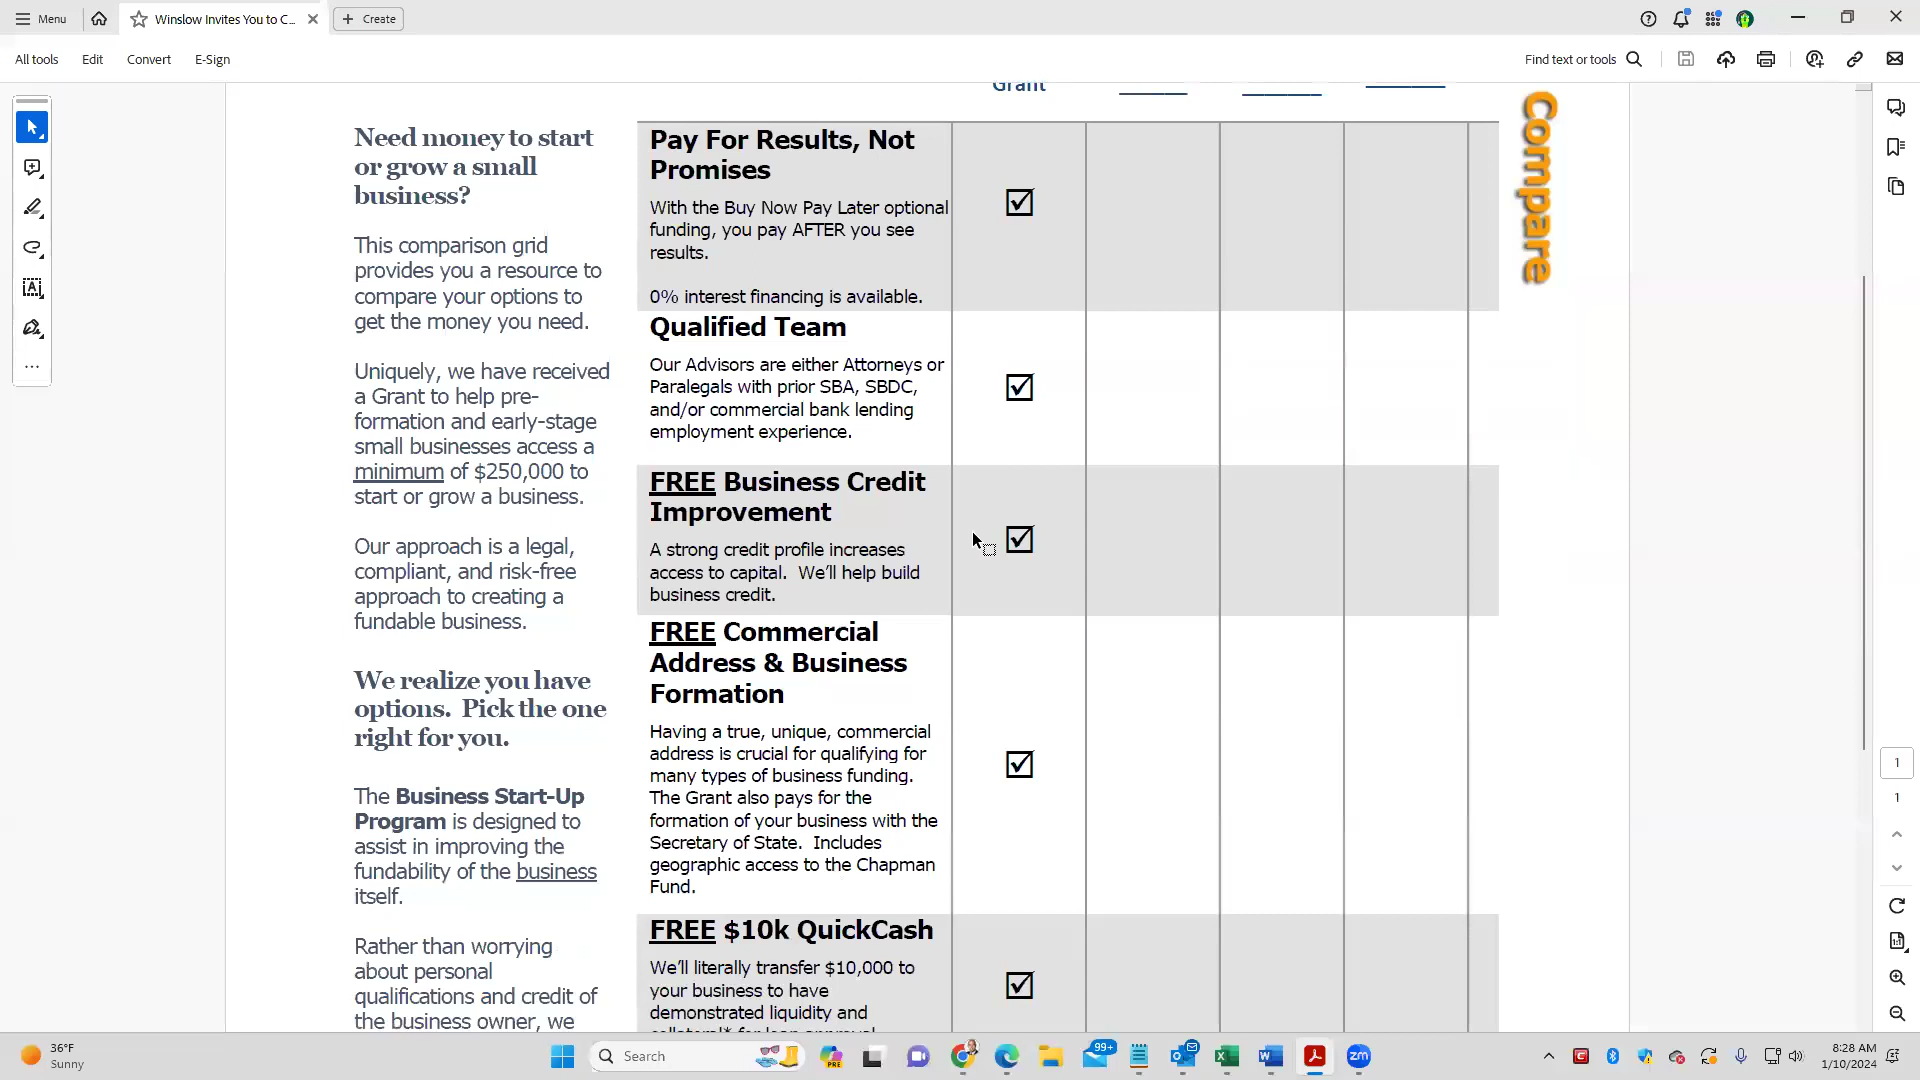 Menu
Winslow Invites You to C...
Create
All tools
Edit
Convert
E-Sign
Find text or tools
Grant
Compare
Need money to start
or grow a small
business?
This comparison grid
provides you a resource to
compare your options to
get the money you need.
Uniquely, we have received
a Grant to help pre-
formation and early-stage
small businesses access a
minimum of $250,000 to
start or grow a business.
Our approach is a legal,
compliant, and risk-free
approach to creating a
fundable business.
We realize you have
options.  Pick the one
right for you.
The Business Start-Up
Program is designed to
assist in improving the
fundability of the business
itself.
Rather than worrying
about personal
qualifications and credit of
the business owner, we
Pay For Results, Not
Promises
With the Buy Now Pay Later optional
funding, you pay AFTER you see
results.
0% interest financing is available.
Qualified Team
Our Advisors are either Attorneys or
Paralegals with prior SBA, SBDC,
and/or commercial bank lending
employment experience.
FREE Business Credit
Improvement
A strong credit profile increases
access to capital.  We'll help build
business credit.
FREE Commercial
Address & Business
Formation
Having a true, unique, commercial
address is crucial for qualifying for
many types of business funding.
The Grant also pays for the
formation of your business with the
Secretary of State.  Includes
geographic access to the Chapman
Fund.
FREE $10k QuickCash
We'll literally transfer $10,000 to
your business to have
demonstrated liquidity and
collateral* for loan approval
1
1
36°F
Sunny
Search
PRE
99+
zm
8:28 AM
1/10/2024